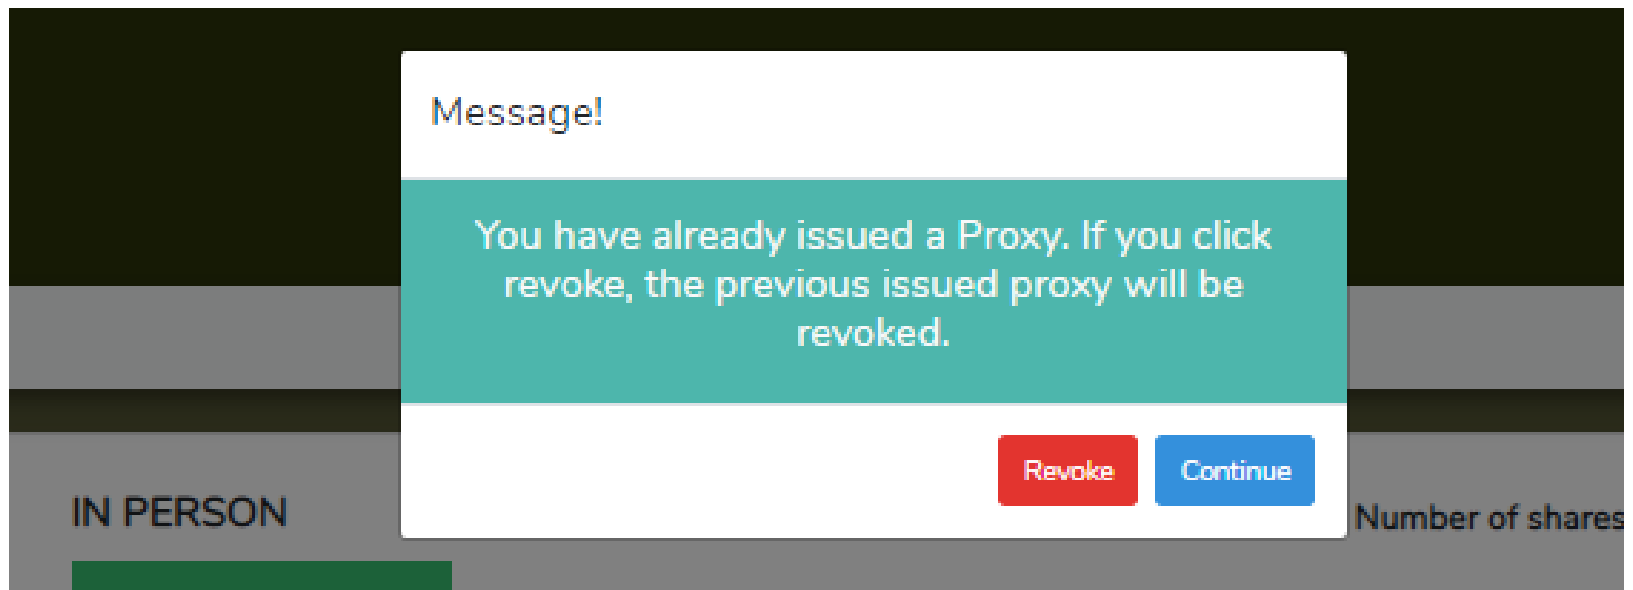 Message!
You have already issued a Proxy. If you click
revoke, the previous issued proxy will be
revoked.
Revoke Continue
IN PERSON
Number of shares